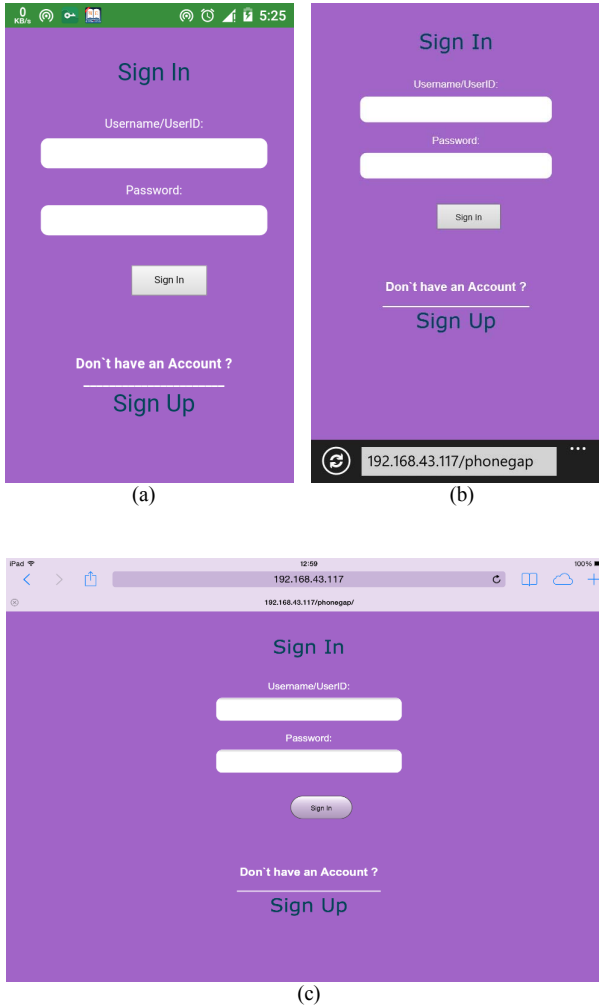 0
KB/s
5:25
Sign In
Username/UserID:
Password:
Sign In
Don`t have an Account ?
Sign Up
(a)
Sign In
Username/UserID:
Password:
Sign In
Don`t have an Account ?
Sign Up
192.168.43.117/phonegap
(b)
iPad
12:59
100%
192.168.43.117
192.168.43.117/phonegap/
Sign In
Username/UserID:
Password:
Sign In
Don`t have an Account ?
Sign Up
(c)